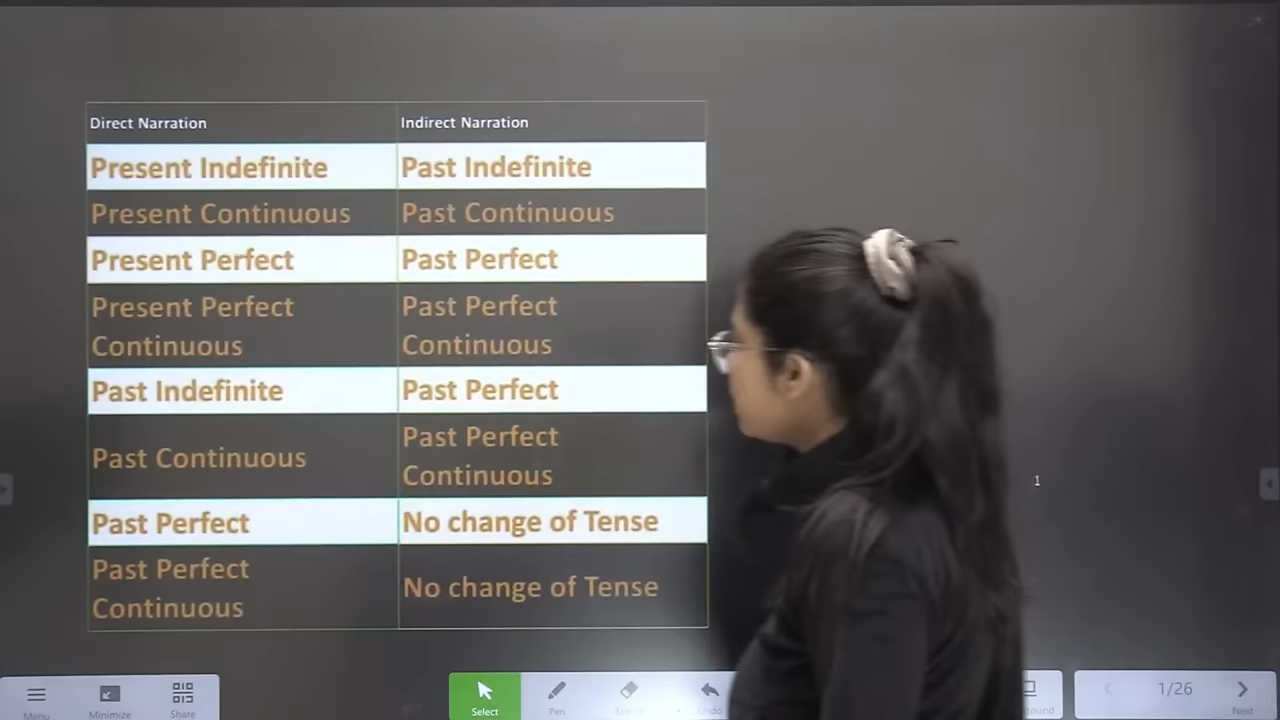 Direct Narration Indirect Narration
Present Indefinite Past Indefinite
Present Continuous Past Continuous
Present Perfect Past Perfect
Present Perfect Past Perfect
Continuous Continuous
Past Indefinite Past Perfect
Past Continuous Past Perfect
Continuous
Past Perfect No change of Tense
Past Perfect
Continuous No change of Tense
1
Menu Minimize Share Select Pen Undo 1/26 Next